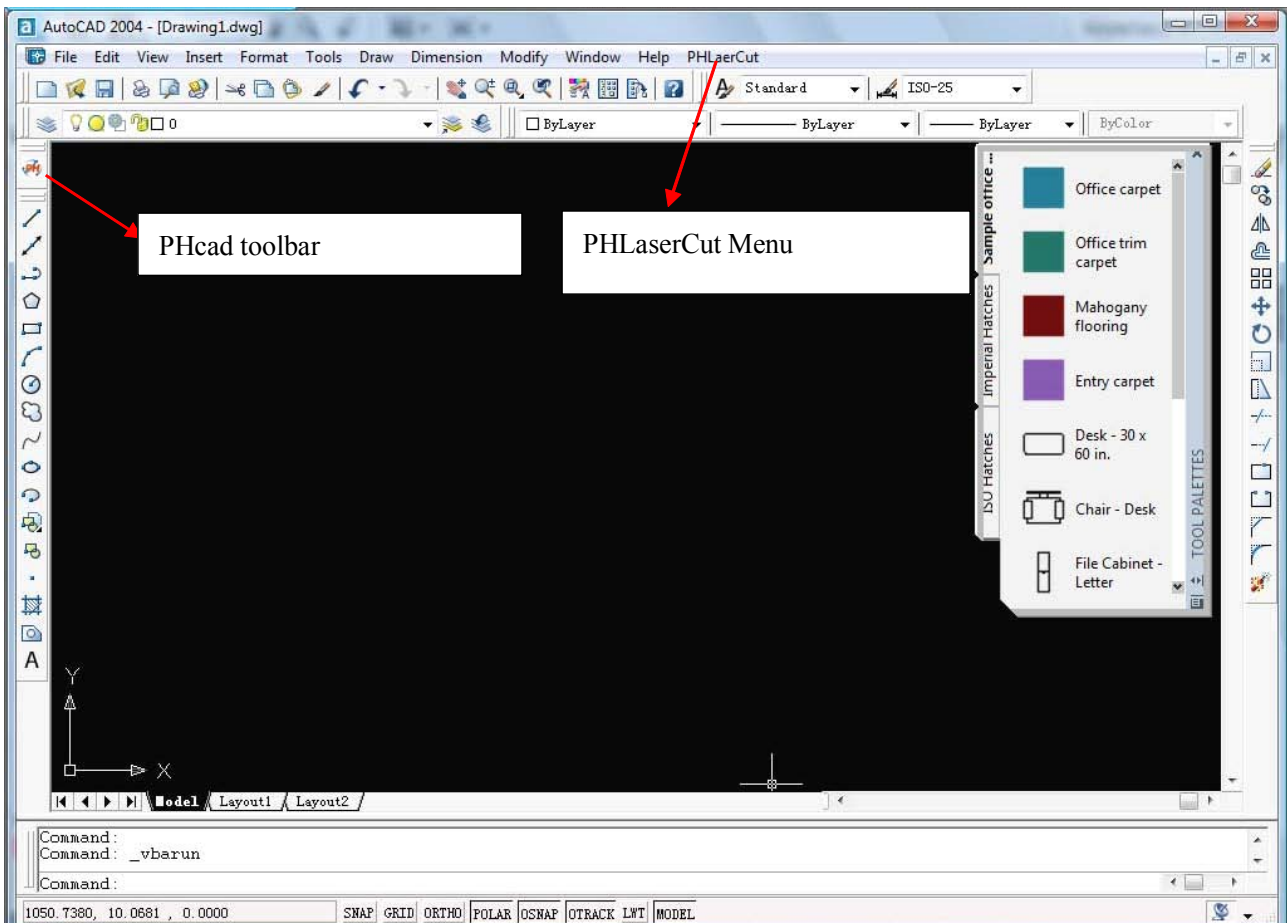 AutoCAD 2004 - [Drawing1.dwg]
File Edit View Insert Format Tools Draw Dimension Modify Window Help PHLaerCut
Standard ISO-25
0 ByLayer ByLayer ByLayer ByColor
PH
PHcad toolbar
PHLaserCut Menu
Sample office ...
Imperial Hatches
ISO Hatches
Office carpet
Office trim
carpet
Mahogany
flooring
Entry carpet
Desk - 30 x
60 in.
Chair - Desk
File Cabinet -
Letter
TOOL PALETTES
A
Y
X
Model Layout1 Layout2
Command:
Command: _vbarun
Command:
1050.7380, 10.0681 , 0.0000 SNAP GRID ORTHO POLAR OSNAP OTRACK LWT MODEL